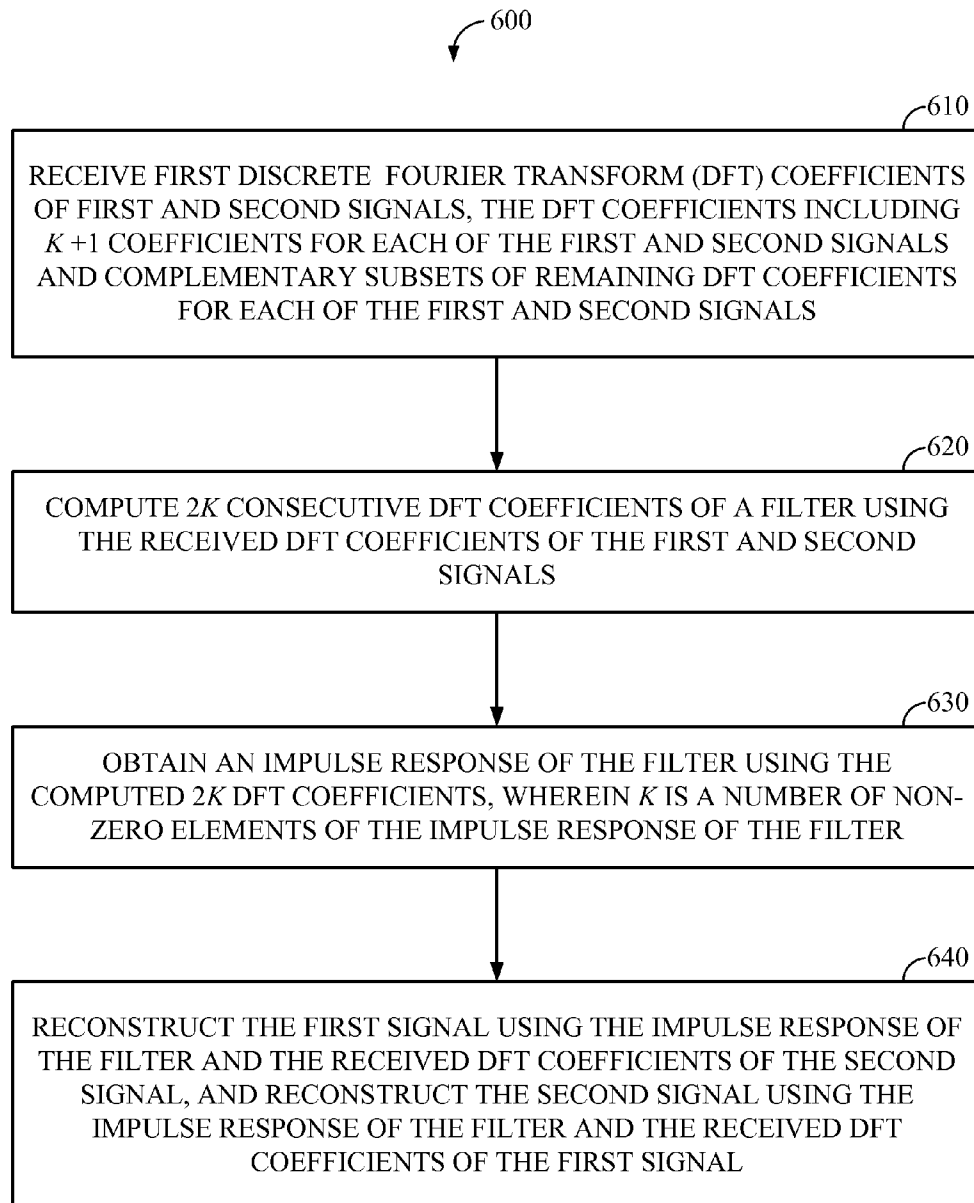 600
610
RECEIVE FIRST DISCRETE FOURIER TRANSFORM (DFT) COEFFICIENTS
OF FIRST AND SECOND SIGNALS, THE DFT COEFFICIENTS INCLUDING
K +1 COEFFICIENTS FOR EACH OF THE FIRST AND SECOND SIGNALS
AND COMPLEMENTARY SUBSETS OF REMAINING DFT COEFFICIENTS
FOR EACH OF THE FIRST AND SECOND SIGNALS
620
COMPUTE 2K CONSECUTIVE DFT COEFFICIENTS OF A FILTER USING
THE RECEIVED DFT COEFFICIENTS OF THE FIRST AND SECOND
SIGNALS
630
OBTAIN AN IMPULSE RESPONSE OF THE FILTER USING THE
COMPUTED 2K DFT COEFFICIENTS, WHEREIN K IS A NUMBER OF NON-
ZERO ELEMENTS OF THE IMPULSE RESPONSE OF THE FILTER
640
RECONSTRUCT THE FIRST SIGNAL USING THE IMPULSE RESPONSE OF
THE FILTER AND THE RECEIVED DFT COEFFICIENTS OF THE SECOND
SIGNAL, AND RECONSTRUCT THE SECOND SIGNAL USING THE
IMPULSE RESPONSE OF THE FILTER AND THE RECEIVED DFT
COEFFICIENTS OF THE FIRST SIGNAL